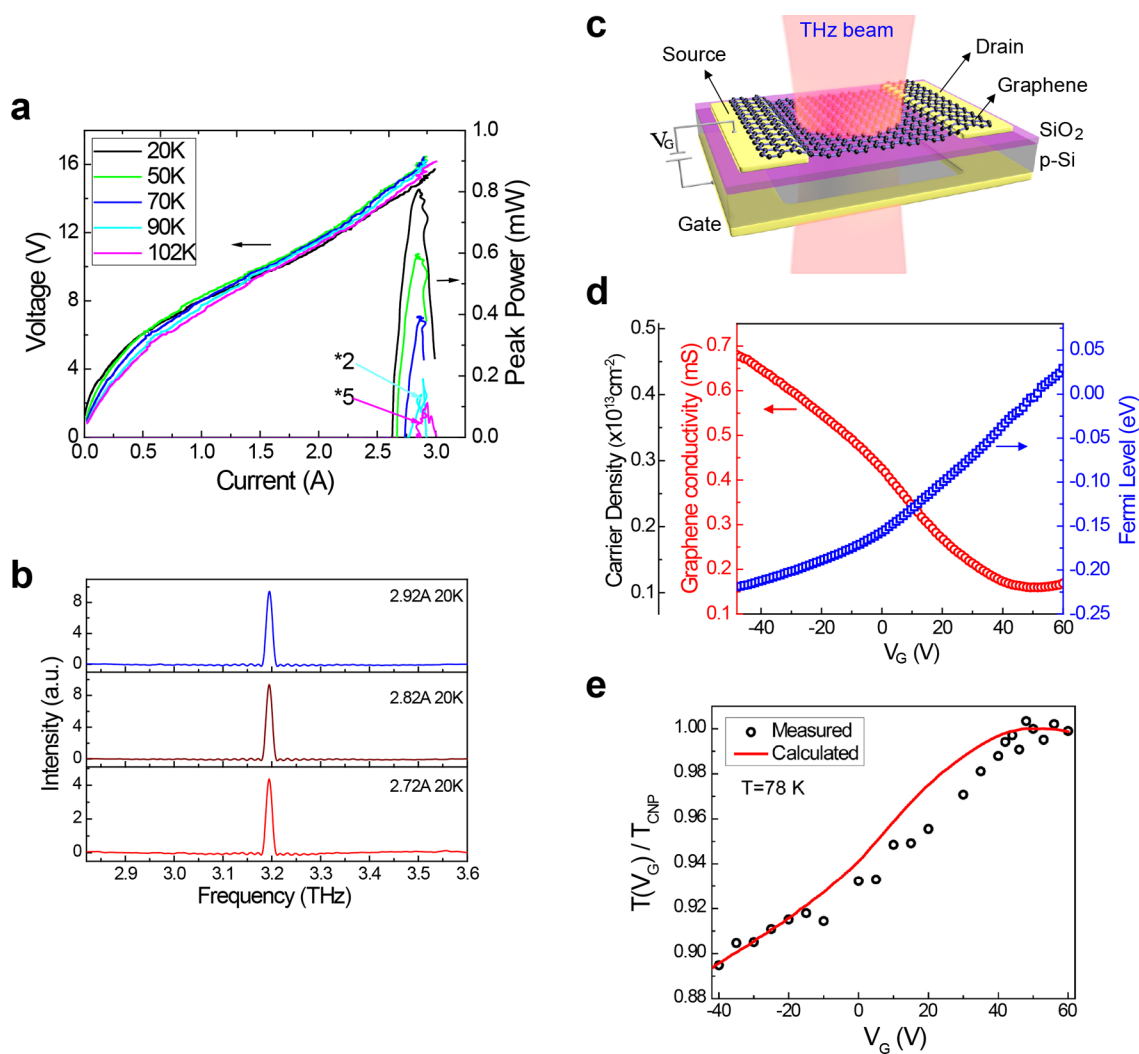 a
20K
50K
70K
90K
102K
*2
*5
16
12
8
4
0
Voltage (V)
1.0
0.8
0.6
0.4
0.2
0.0
Peak Power (mW)
0.0 0.5 1.0 1.5 2.0 2.5 3.0
Current (A)
b
2.92A 20K
2.82A 20K
2.72A 20K
8
4
0
8
4
0
4
2
0
Intensity (a.u.)
2.9 3.0 3.1 3.2 3.3 3.4 3.5 3.6
Frequency (THz)
c
THz beam
Source
Drain
Graphene
SiO2
p-Si
VG
Gate
d
0.5
0.4
0.3
0.2
0.1
Carrier Density (x10^13cm^-2)
0.7
0.6
0.5
0.4
0.3
0.2
0.1
Graphene conductivity (mS)
0.05
0.00
-0.05
-0.10
-0.15
-0.20
-0.25
Fermi Level (eV)
-40 -20 0 20 40 60
VG (V)
e
Measured
Calculated
T=78 K
1.00
0.98
0.96
0.94
0.92
0.90
0.88
T(VG) / TCNP
-40 -20 0 20 40 60
VG (V)